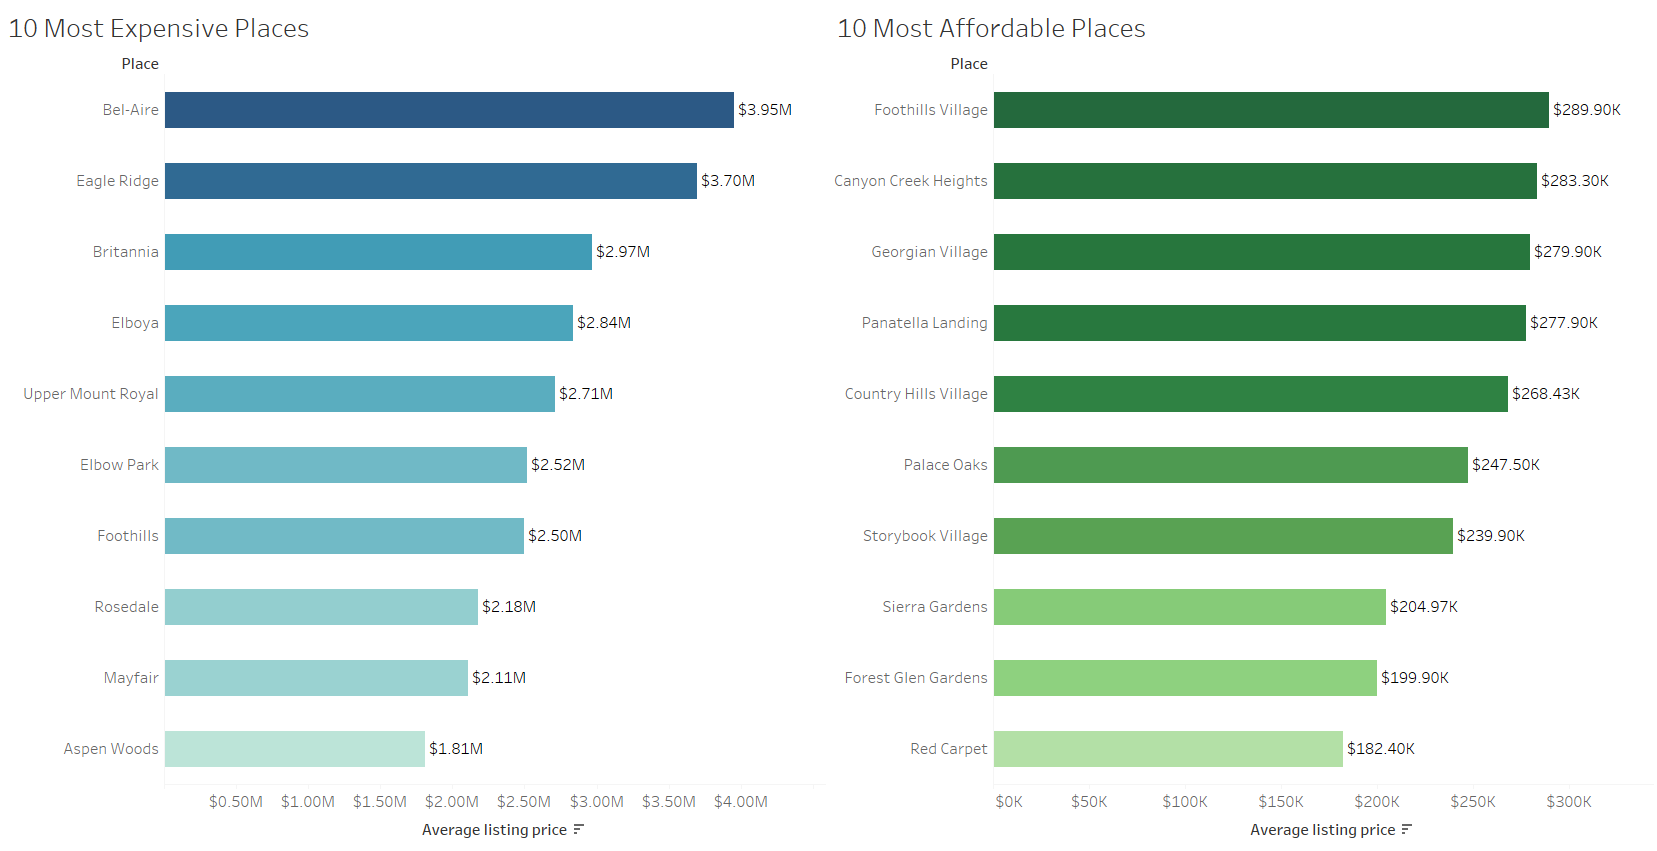 10 Most Expensive Places
Place
Bel-Aire $3.95M
Eagle Ridge $3.70M
Britannia $2.97M
Elboya $2.84M
Upper Mount Royal $2.71M
Elbow Park $2.52M
Foothills $2.50M
Rosedale $2.18M
Mayfair $2.11M
Aspen Woods $1.81M
$0.50M $1.00M $1.50M $2.00M $2.50M $3.00M $3.50M $4.00M
Average listing price
10 Most Affordable Places
Place
Foothills Village $289.90K
Canyon Creek Heights $283.30K
Georgian Village $279.90K
Panatella Landing $277.90K
Country Hills Village $268.43K
Palace Oaks $247.50K
Storybook Village $239.90K
Sierra Gardens $204.97K
Forest Glen Gardens $199.90K
Red Carpet $182.40K
$0K $50K $100K $150K $200K $250K $300K
Average listing price